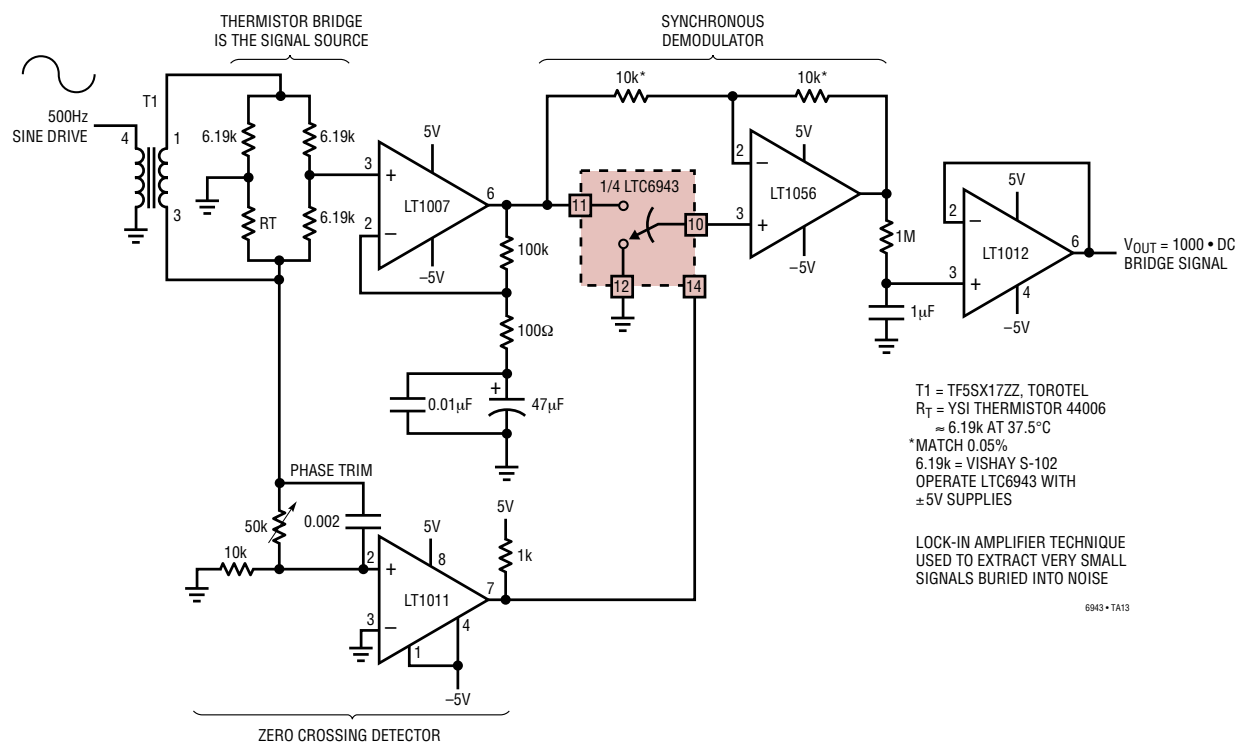 THERMISTOR BRIDGE
IS THE SIGNAL SOURCE
SYNCHRONOUS
DEMODULATOR
500Hz
SINE DRIVE
T1
4
1
3
6.19k
6.19k
RT
6.19k
3
+
2
–
5V
LT1007
6
–5V
100k
100Ω
0.01µF
+
47µF
10k*
10k*
1/4 LTC6943
11
10
12
14
5V
2
–
LT1056
3
+
–5V
1M
1µF
5V
2
–
LT1012
6
3
+
4
–5V
VOUT = 1000 • DC
BRIDGE SIGNAL
T1 = TF5SX17ZZ, TOROTEL
RT = YSI THERMISTOR 44006
≈ 6.19k AT 37.5°C
*MATCH 0.05%
6.19k = VISHAY S-102
OPERATE LTC6943 WITH
±5V SUPPLIES
LOCK-IN AMPLIFIER TECHNIQUE
USED TO EXTRACT VERY SMALL
SIGNALS BURIED INTO NOISE
6943 • TA13
PHASE TRIM
50k
0.002
10k
5V
8
2
+
LT1011
7
3
–
4
1
–5V
5V
1k
ZERO CROSSING DETECTOR